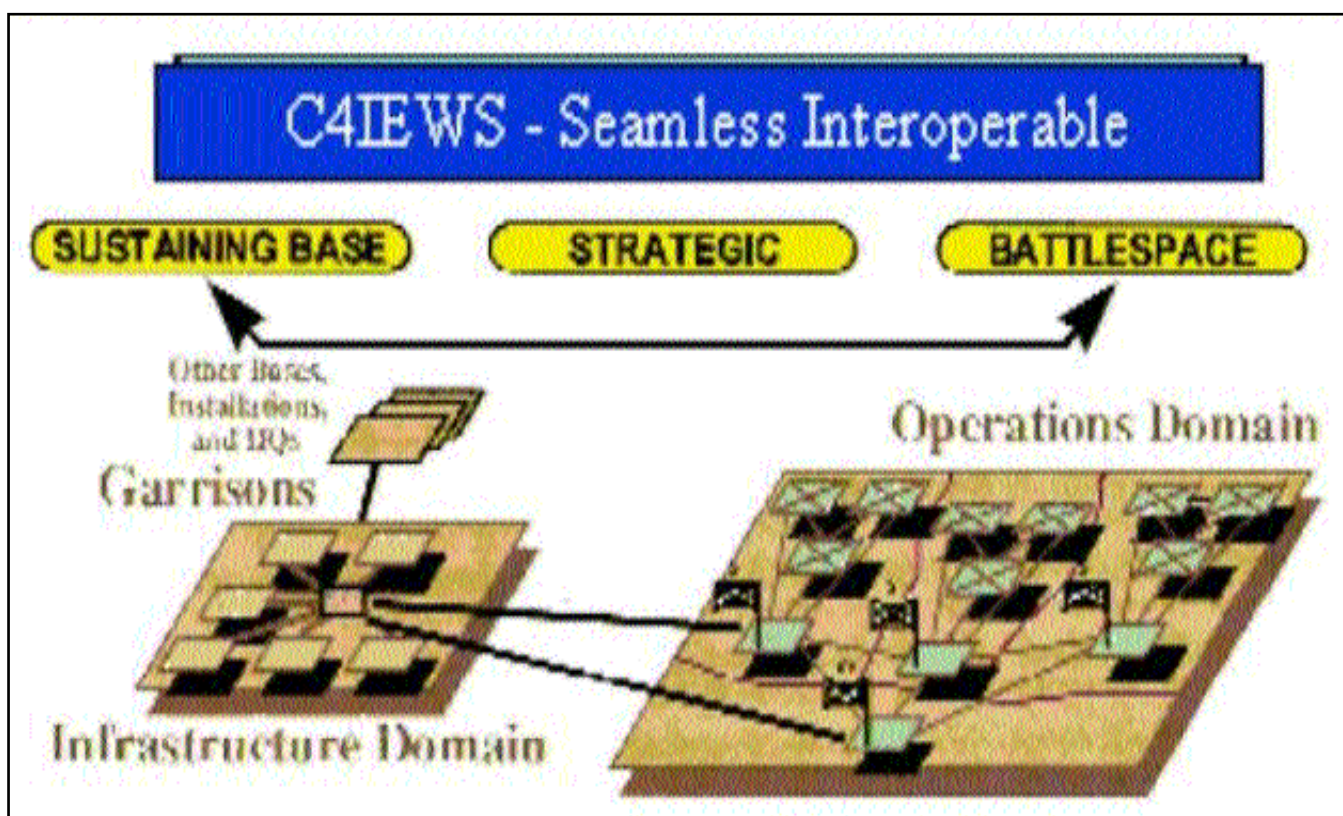 C4IEWS - Seamless Interoperable
SUSTAINING BASE
STRATEGIC
BATTLESPACE
Other Bases,
Installations,
and HQs
Garrisons
Operations Domain
Infrastructure Domain